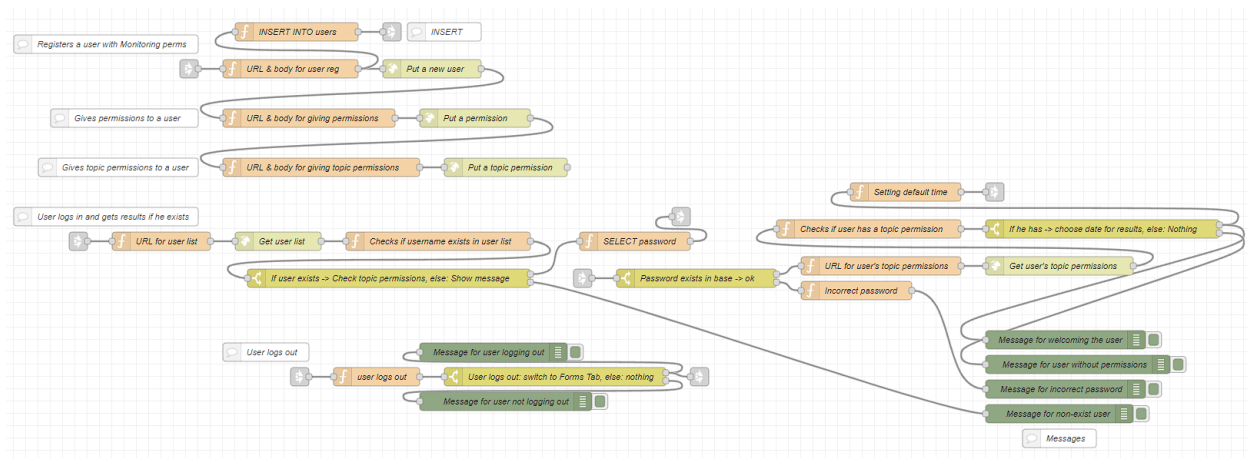 INSERT INTO users
INSERT
Registers a user with Monitoring perms
URL & body for user reg
Put a new user
Gives permissions to a user
URL & body for giving permissions
Put a permission
Gives topic permissions to a user
URL & body for giving topic permissions
Put a topic permission
Setting default time
User logs in and gets results if he exists
Checks if user has a topic permission
If he has -> choose date for results, else: Nothing
URL for user list
Get user list
Checks if username exists in user list
SELECT password
URL for user's topic permissions
Get user's topic permissions
If user exists -> Check topic permissions, else: Show message
Password exists in base -> ok
Incorrect password
Message for welcoming the user
User logs out
Message for user logging out
Message for user without permissions
user logs out
User logs out: switch to Forms Tab, else: nothing
Message for incorrect password
Message for user not logging out
Message for non-exist user
Messages